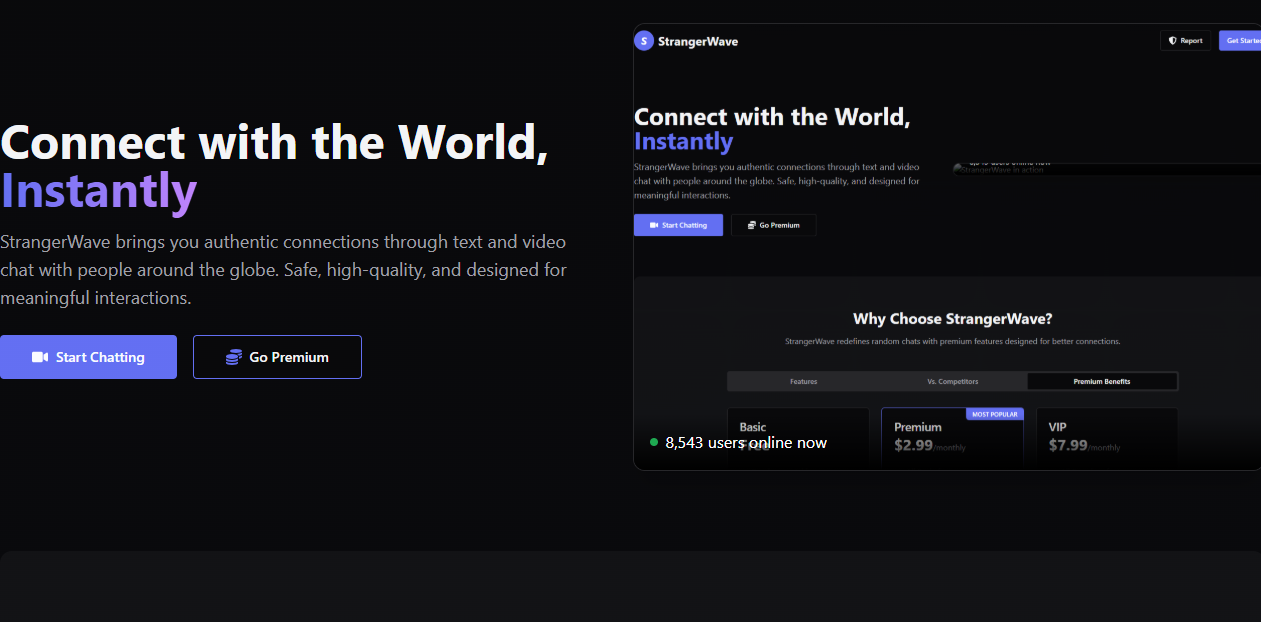 Connect with the World,
Instantly
StrangerWave brings you authentic connections through text and video
chat with people around the globe. Safe, high-quality, and designed for
meaningful interactions.
Start Chatting
Go Premium
S StrangerWave
Report
Get Starte
Connect with the World,
Instantly
StrangerWave brings you authentic connections through text and video
chat with people around the globe. Safe, high-quality, and designed for
meaningful interactions.
users online now
StrangerWave in action
Start Chatting
Go Premium
Why Choose StrangerWave?
StrangerWave redefines random chats with premium features designed for better connections.
Features
Vs. Competitors
Premium Benefits
MOST POPULAR
Basic
Free
Premium
$2.99/monthly
VIP
$7.99/monthly
8,543 users online now